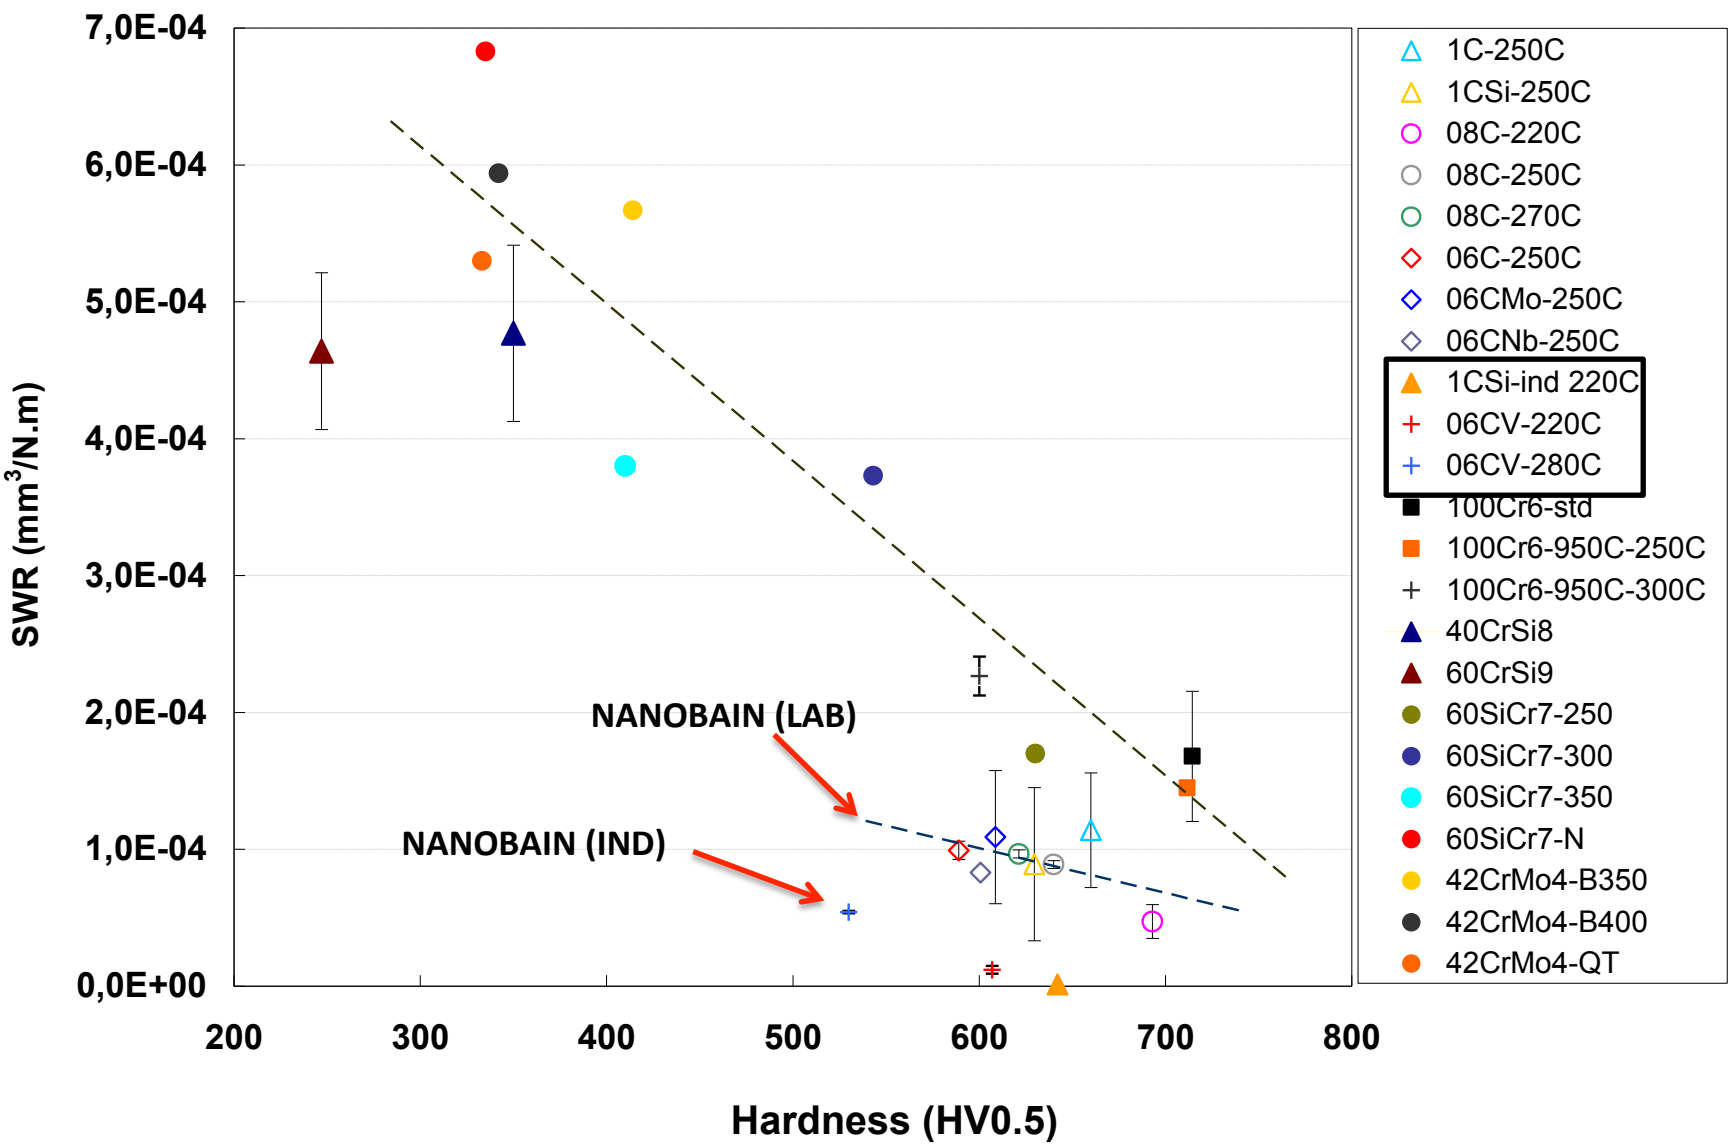 7,0E-04
6,0E-04
5,0E-04
4,0E-04
3,0E-04
2,0E-04
1,0E-04
0,0E+00
SWR (mm³/N.m)
200 300 400 500 600 700 800
Hardness (HV0.5)
NANOBAIN (LAB)
NANOBAIN (IND)
1C-250C
1CSi-250C
08C-220C
08C-250C
08C-270C
06C-250C
06CMo-250C
06CNb-250C
1CSi-ind 220C
06CV-220C
06CV-280C
100Cr6-std
100Cr6-950C-250C
100Cr6-950C-300C
40CrSi8
60CrSi9
60SiCr7-250
60SiCr7-300
60SiCr7-350
60SiCr7-N
42CrMo4-B350
42CrMo4-B400
42CrMo4-QT